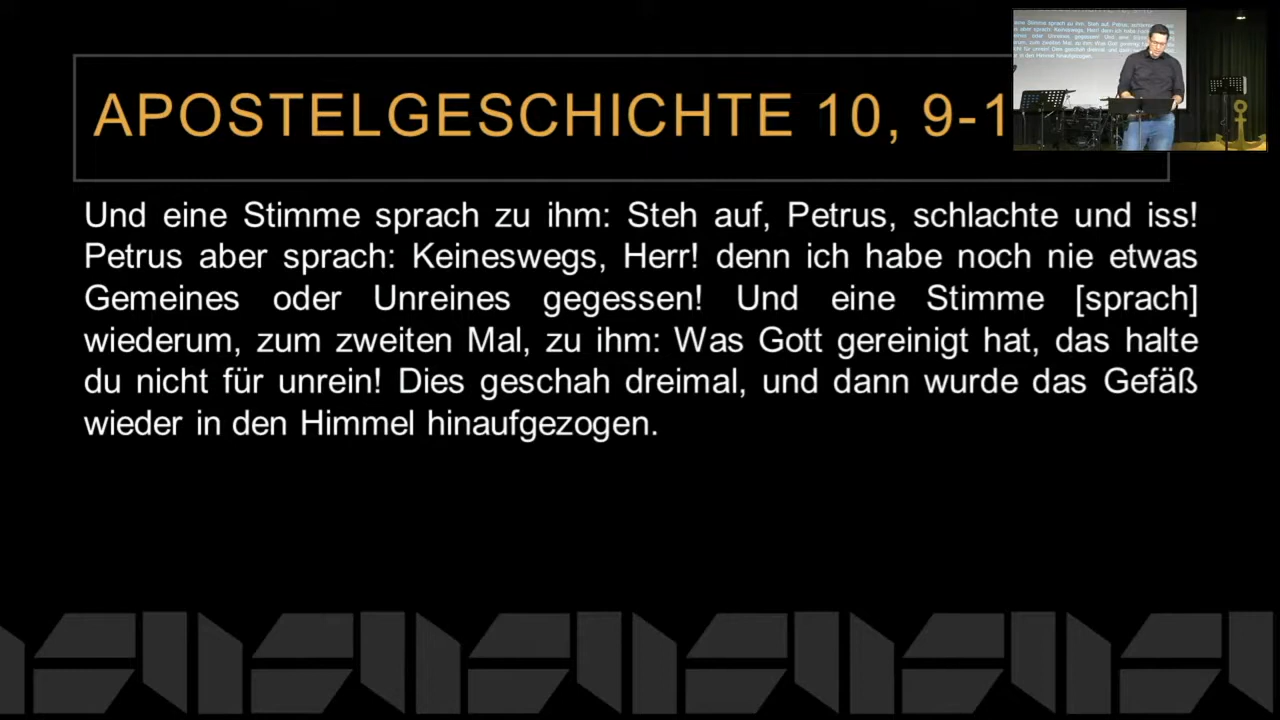 APOSTELGESCHICHTE 10, 9-1
Und eine Stimme sprach zu ihm: Steh auf, Petrus, schlachte und iss!
Petrus aber sprach: Keineswegs, Herr! denn ich habe noch nie etwas
Gemeines oder Unreines gegessen! Und eine Stimme [sprach]
wiederum, zum zweiten Mal, zu ihm: Was Gott gereinigt hat, das halte
du nicht für unrein! Dies geschah dreimal, und dann wurde das Gefäß
wieder in den Himmel hinaufgezogen.